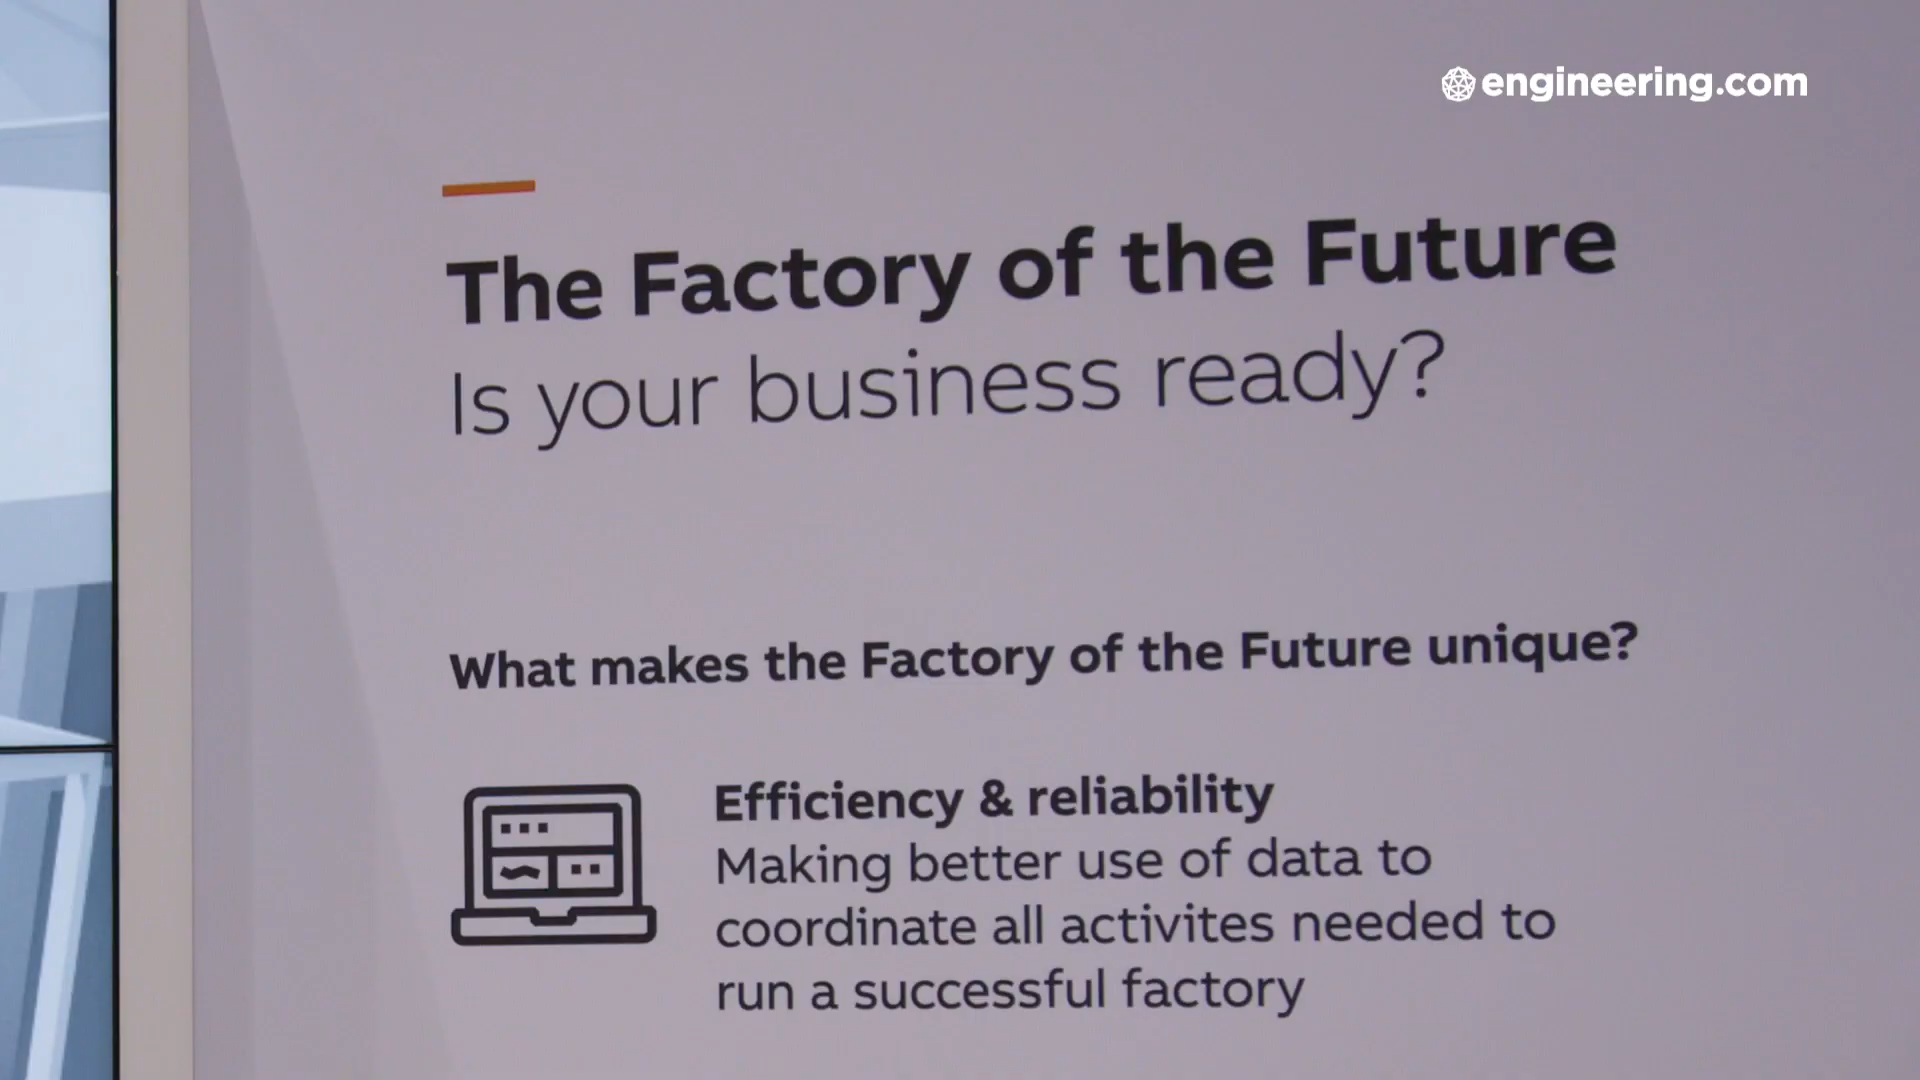 engineering.com
The Factory of the Future
Is your business ready?
What makes the Factory of the Future unique?
Efficiency & reliability
Making better use of data to
coordinate all activites needed to
run a successful factory